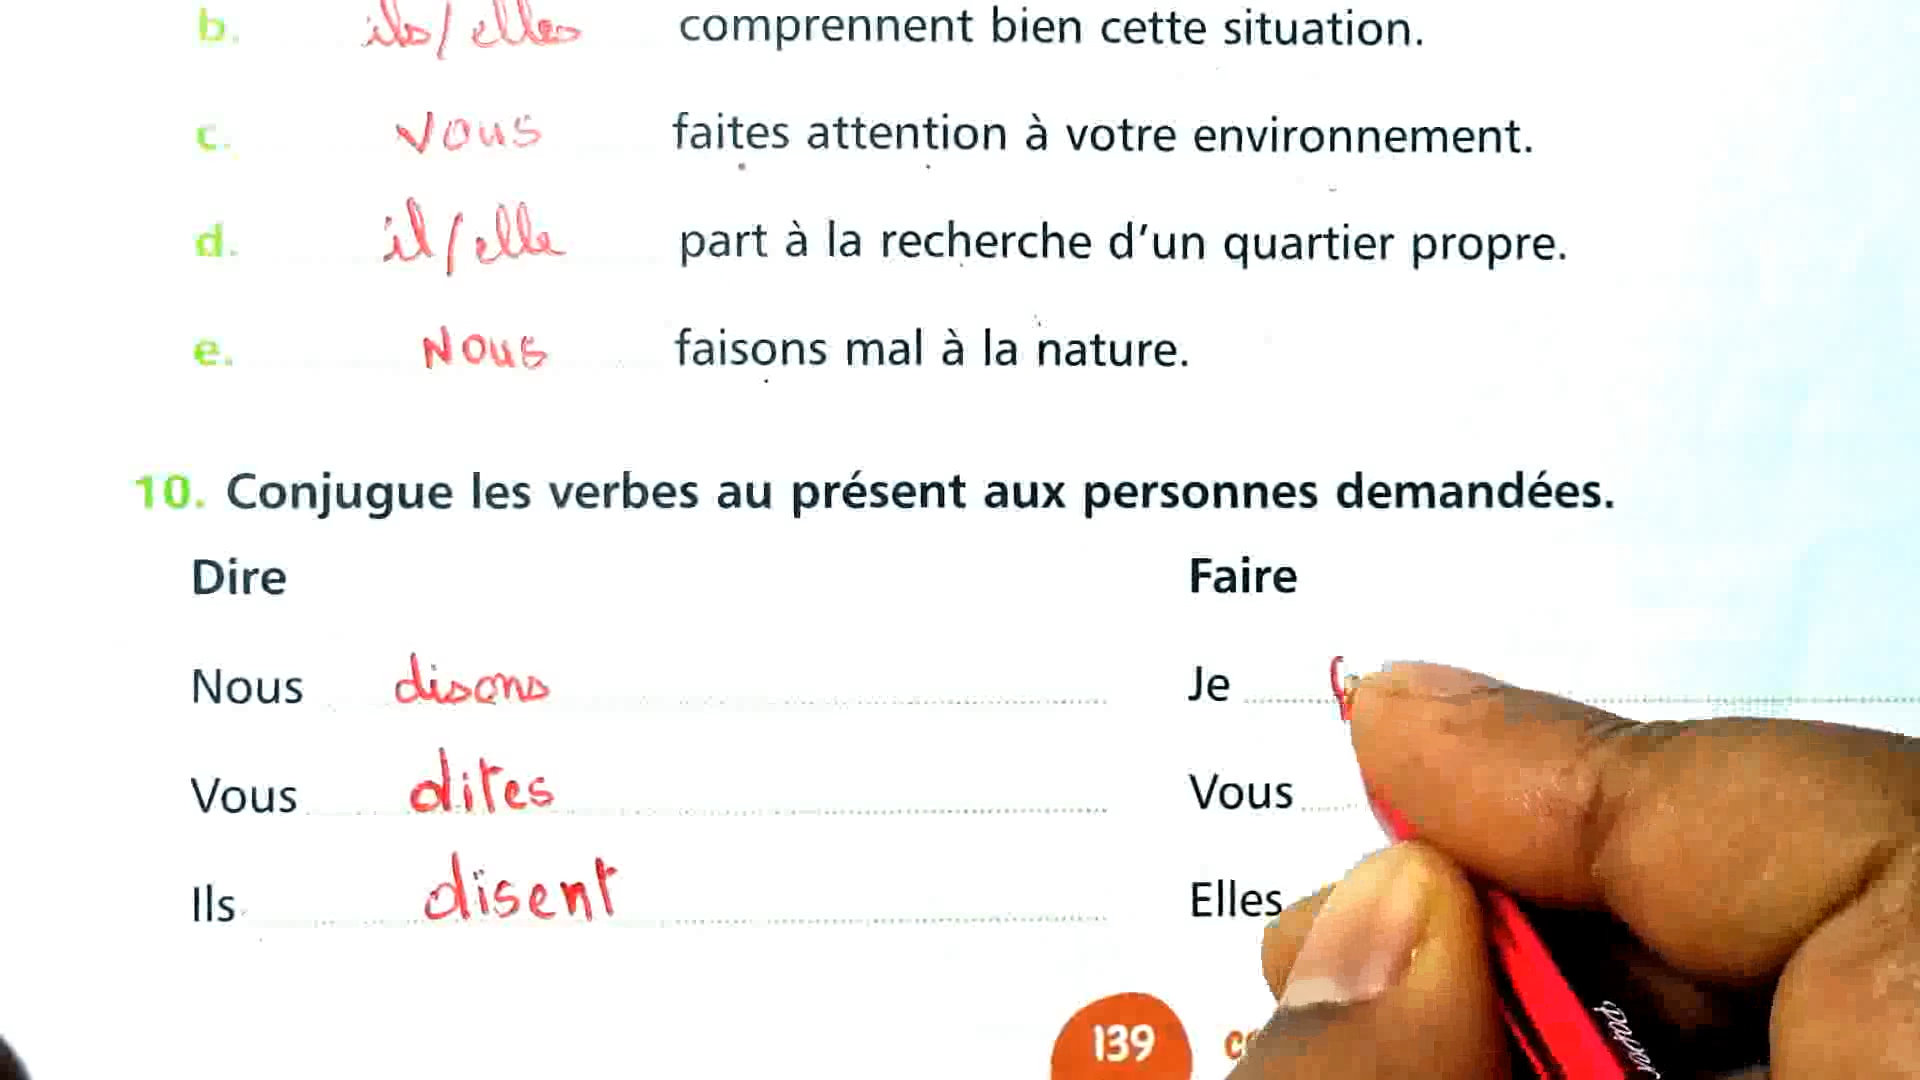 b. ils/elles comprennent bien cette situation.
c. Vous faites attention à votre environnement.
d. il/elle part à la recherche d'un quartier propre.
e. Nous faisons mal à la nature.
10. Conjugue les verbes au présent aux personnes demandées.
Dire Faire
Nous disons Je
Vous dites Vous
Ils disent Elles
139